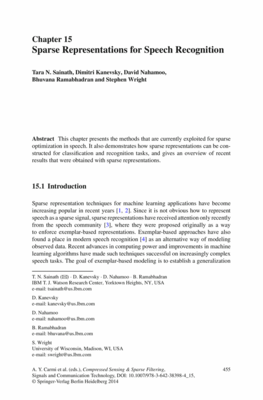 Chapter 15
Sparse Representations for Speech Recognition
Tara N. Sainath, Dimitri Kanevsky, David Nahamoo,
Bhuvana Ramabhadran and Stephen Wright
Abstract This chapter presents the methods that are currently exploited for sparse
optimization in speech. It also demonstrates how sparse representations can be con-
structed for classification and recognition tasks, and gives an overview of recent
results that were obtained with sparse representations.
15.1 Introduction
Sparse representation techniques for machine learning applications have become
increasing popular in recent years [1, 2]. Since it is not obvious how to represent
speech as a sparse signal, sparse representations have received attention only recently
from the speech community [3], where they were proposed originally as a way
to enforce exemplar-based representations. Exemplar-based approaches have also
found a place in modern speech recognition [4] as an alternative way of modeling
observed data. Recent advances in computing power and improvements in machine
learning algorithms have made such techniques successful on increasingly complex
speech tasks. The goal of exemplar-based modeling is to establish a generalization
T. N. Sainath (✉) · D. Kanevsky · D. Nahamoo · B. Ramabhadran
IBM T. J. Watson Research Center, Yorktown Heights, NY, USA
e-mail: tsainath@us.ibm.com
D. Kanevsky
e-mail: kanevsky@us.ibm.com
D. Nahamoo
e-mail: nahamoo@us.ibm.com
B. Ramabhadran
e-mail: bhuvana@us.ibm.com
S. Wright
University of Wisconsin, Madison, WI, USA
e-mail: swright@us.ibm.com
A. Y. Carmi et al. (eds.), Compressed Sensing & Sparse Filtering, 455
Signals and Communication Technology, DOI: 10.1007/978-3-642-38398-4_15,
© Springer-Verlag Berlin Heidelberg 2014